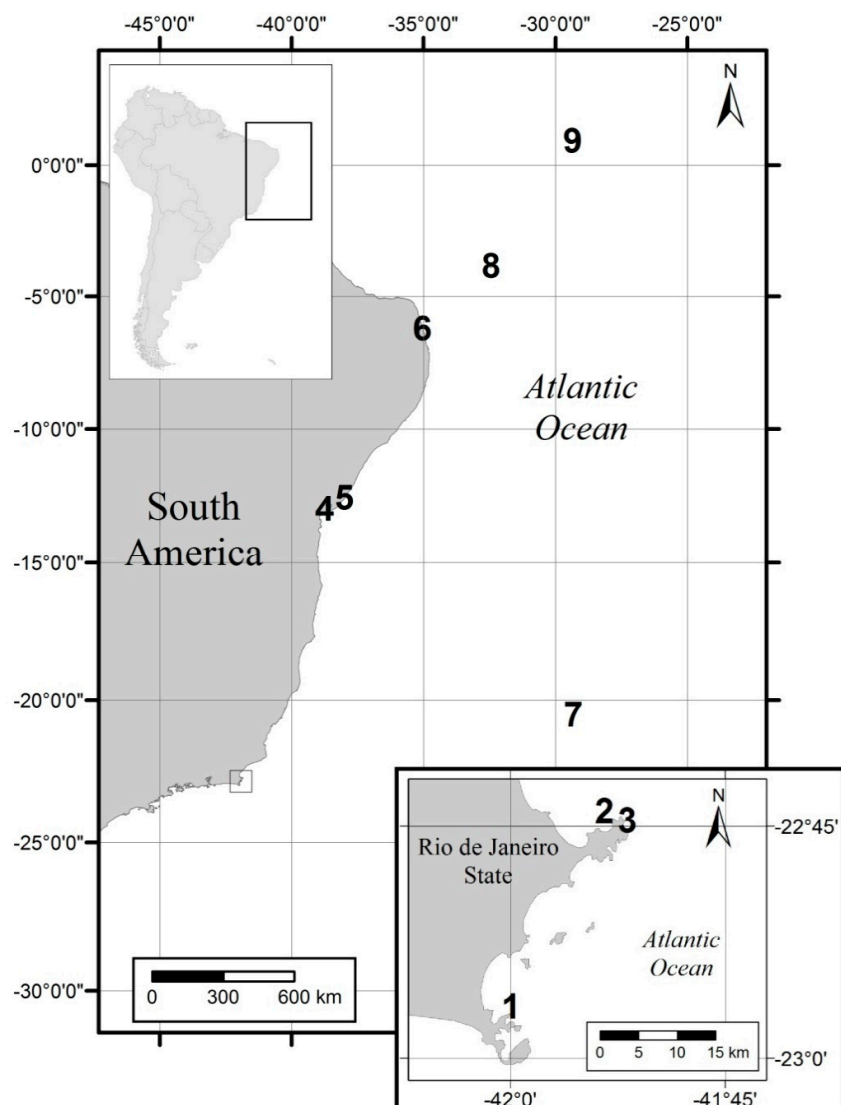 -45°0'0" -40°0'0" -35°0'0" -30°0'0" -25°0'0"
N
9
0°0'0"
8
-5°0'0"
6
Atlantic
Ocean
-10°0'0"
South
America
4 5
-15°0'0"
-20°0'0"
7
-25°0'0"
-30°0'0"
0 300 600 km
N
2 3
-22°45'
Rio de Janeiro
State
Atlantic
Ocean
1
0 5 10 15 km
-23°0'
-42°0' -41°45'